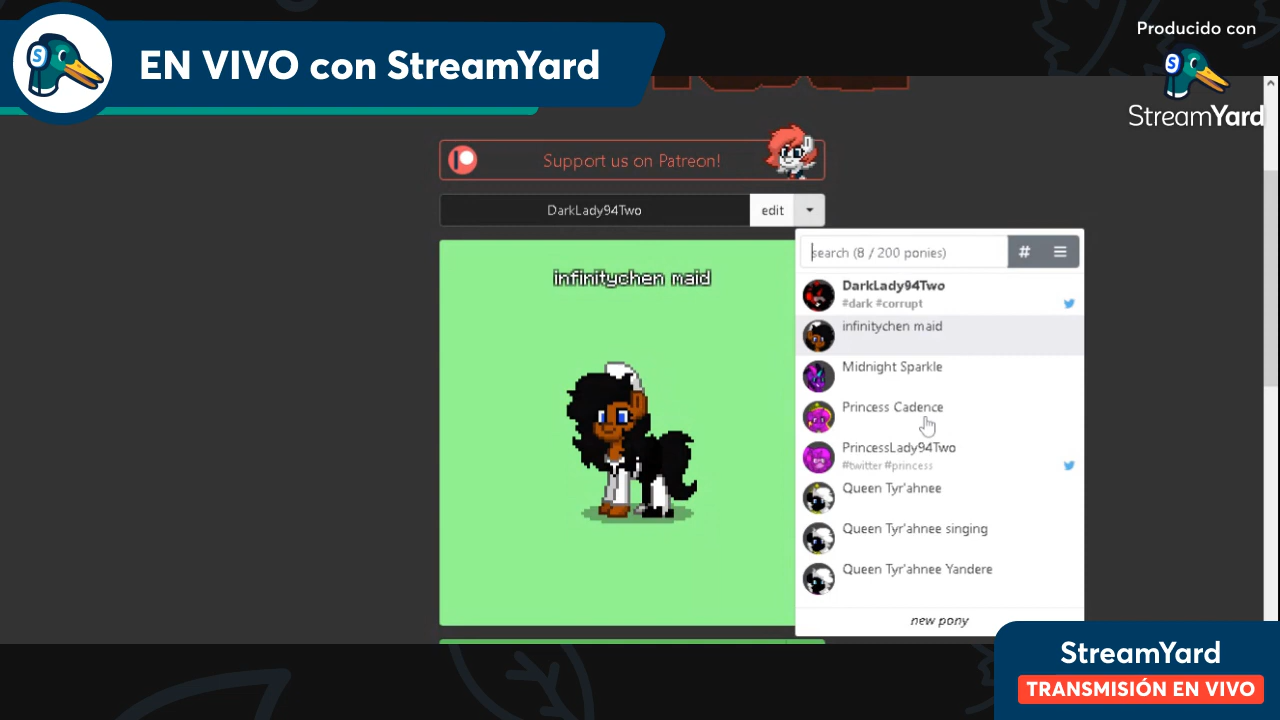 EN VIVO con StreamYard
Producido con
StreamYard
Support us on Patreon!
DarkLady94Two
edit
search (8 / 200 ponies)
#
infinitychen maid
DarkLady94Two
#dark #corrupt
infinitychen maid
Midnight Sparkle
Princess Cadence
PrincessLady94Two
#twitter #princess
Queen Tyr'ahnee
Queen Tyr'ahnee singing
Queen Tyr'ahnee Yandere
new pony
StreamYard
TRANSMISIÓN EN VIVO